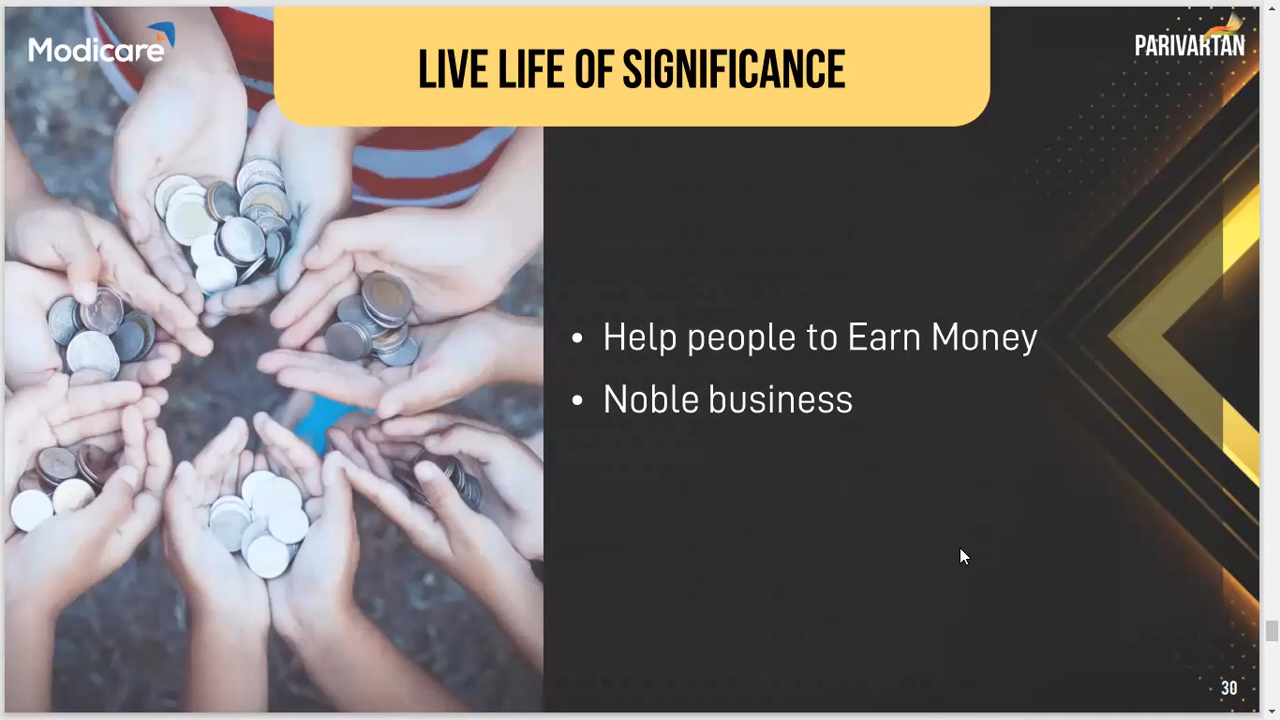 Modicare
LIVE LIFE OF SIGNIFICANCE
PARIVARTAN
• Help people to Earn Money
• Noble business
30